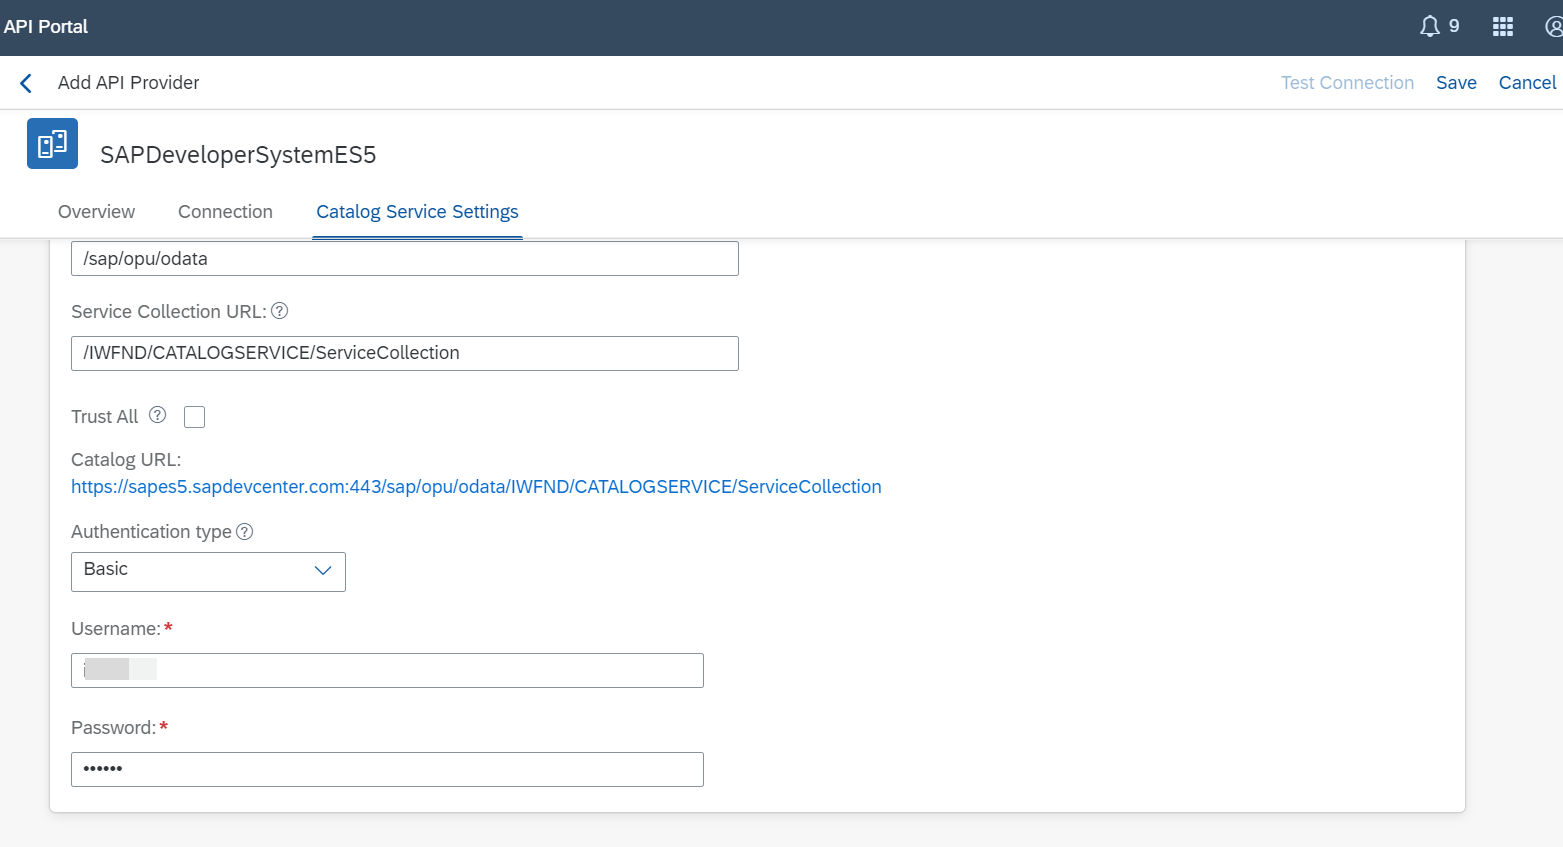 API Portal
9
Add API Provider
Test Connection Save Cancel
SAPDeveloperSystemES5
Overview Connection Catalog Service Settings
/sap/opu/odata
Service Collection URL:
/IWFND/CATALOGSERVICE/ServiceCollection
Trust All
Catalog URL:
https://sapes5.sapdevcenter.com:443/sap/opu/odata/IWFND/CATALOGSERVICE/ServiceCollection
Authentication type
Basic
Username:*
Password:*
••••••